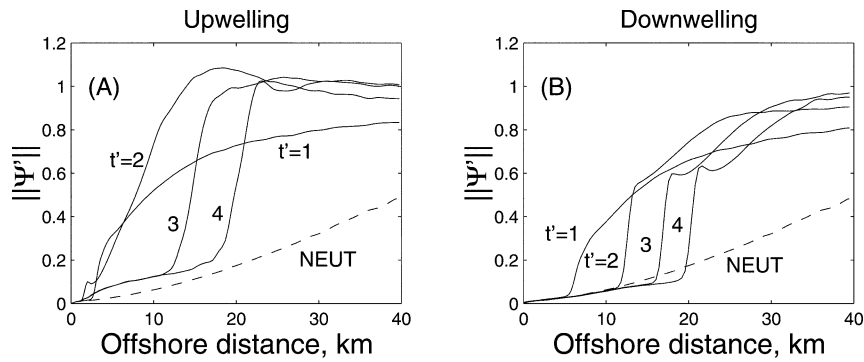 Upwelling
1.2
1
0.8
0.6
0.4
0.2
0
||Ψ'||
(A)
t'=2
t'=1
3
4
NEUT
0 10 20 30 40
Offshore distance, km
Downwelling
1.2
1
0.8
0.6
0.4
0.2
0
||Ψ'||
(B)
t'=1
t'=2
3
4
NEUT
0 10 20 30 40
Offshore distance, km